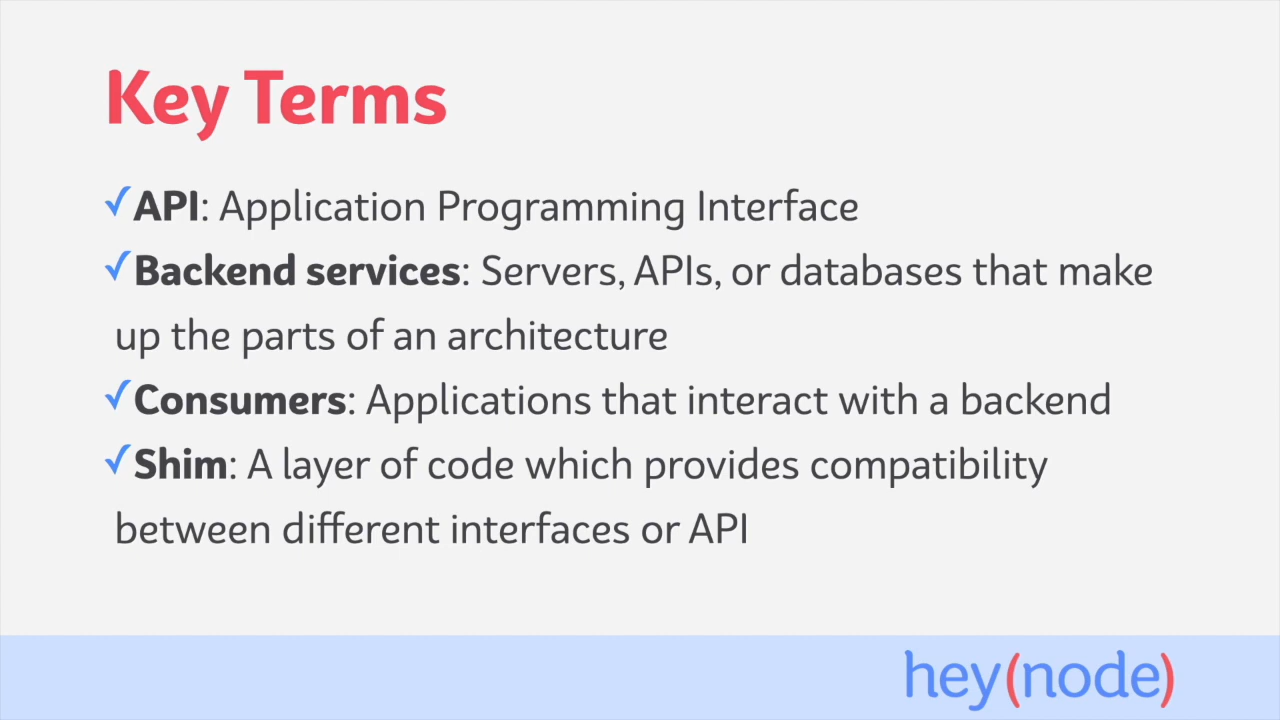 Key Terms
✓API: Application Programming Interface
✓Backend services: Servers, APIs, or databases that make
up the parts of an architecture
✓Consumers: Applications that interact with a backend
✓Shim: A layer of code which provides compatibility
between different interfaces or API
hey(node)